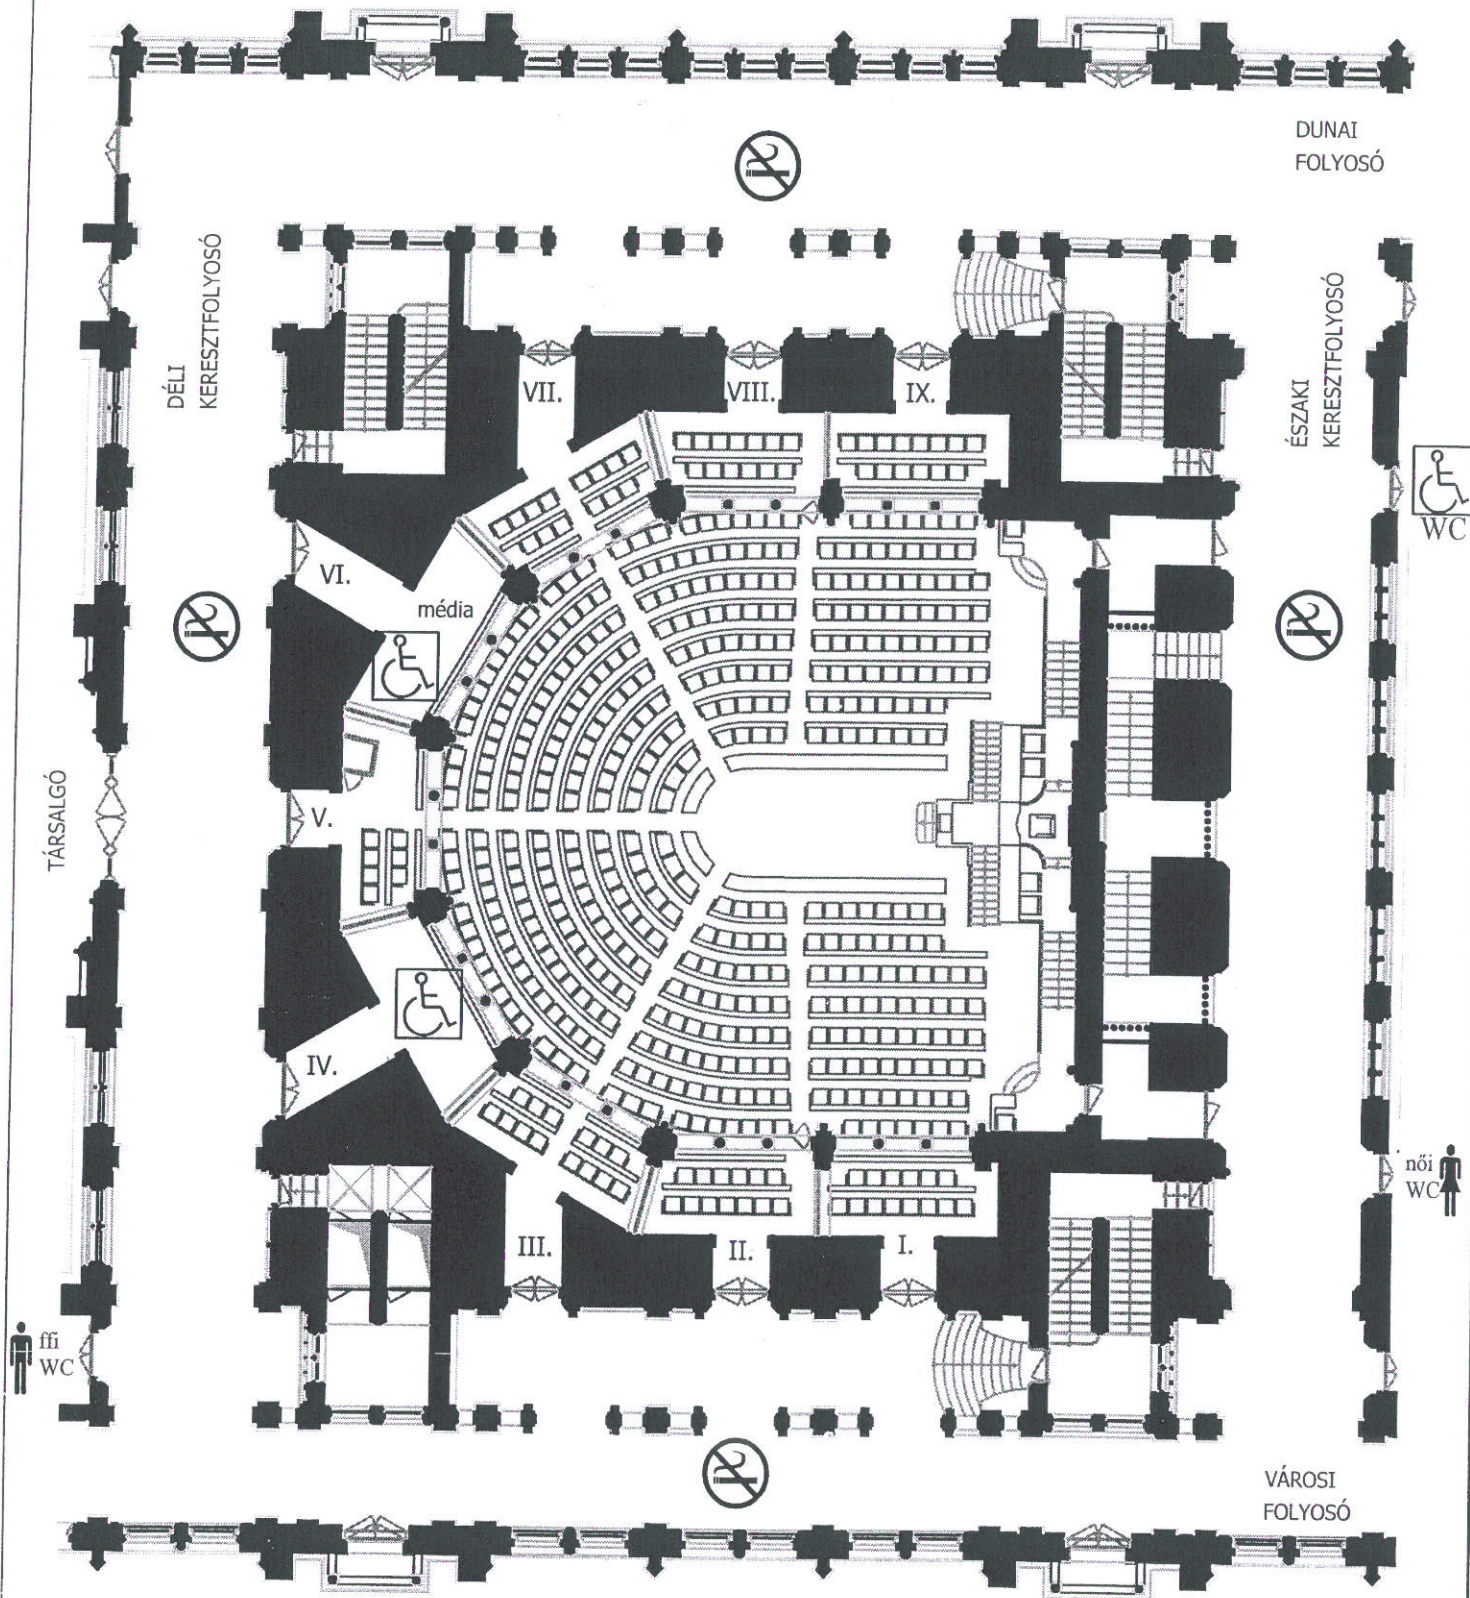 DUNAI
FOLYOSÓ
DÉLI
KERESZTFOLYOSÓ
ÉSZAKI
KERESZTFOLYOSÓ
VII.
VIII.
IX.
WC
VI.
média
TÁRSALGÓ
V.
IV.
női
WC
III.
II.
I.
ffi
WC
VÁROSI
FOLYOSÓ